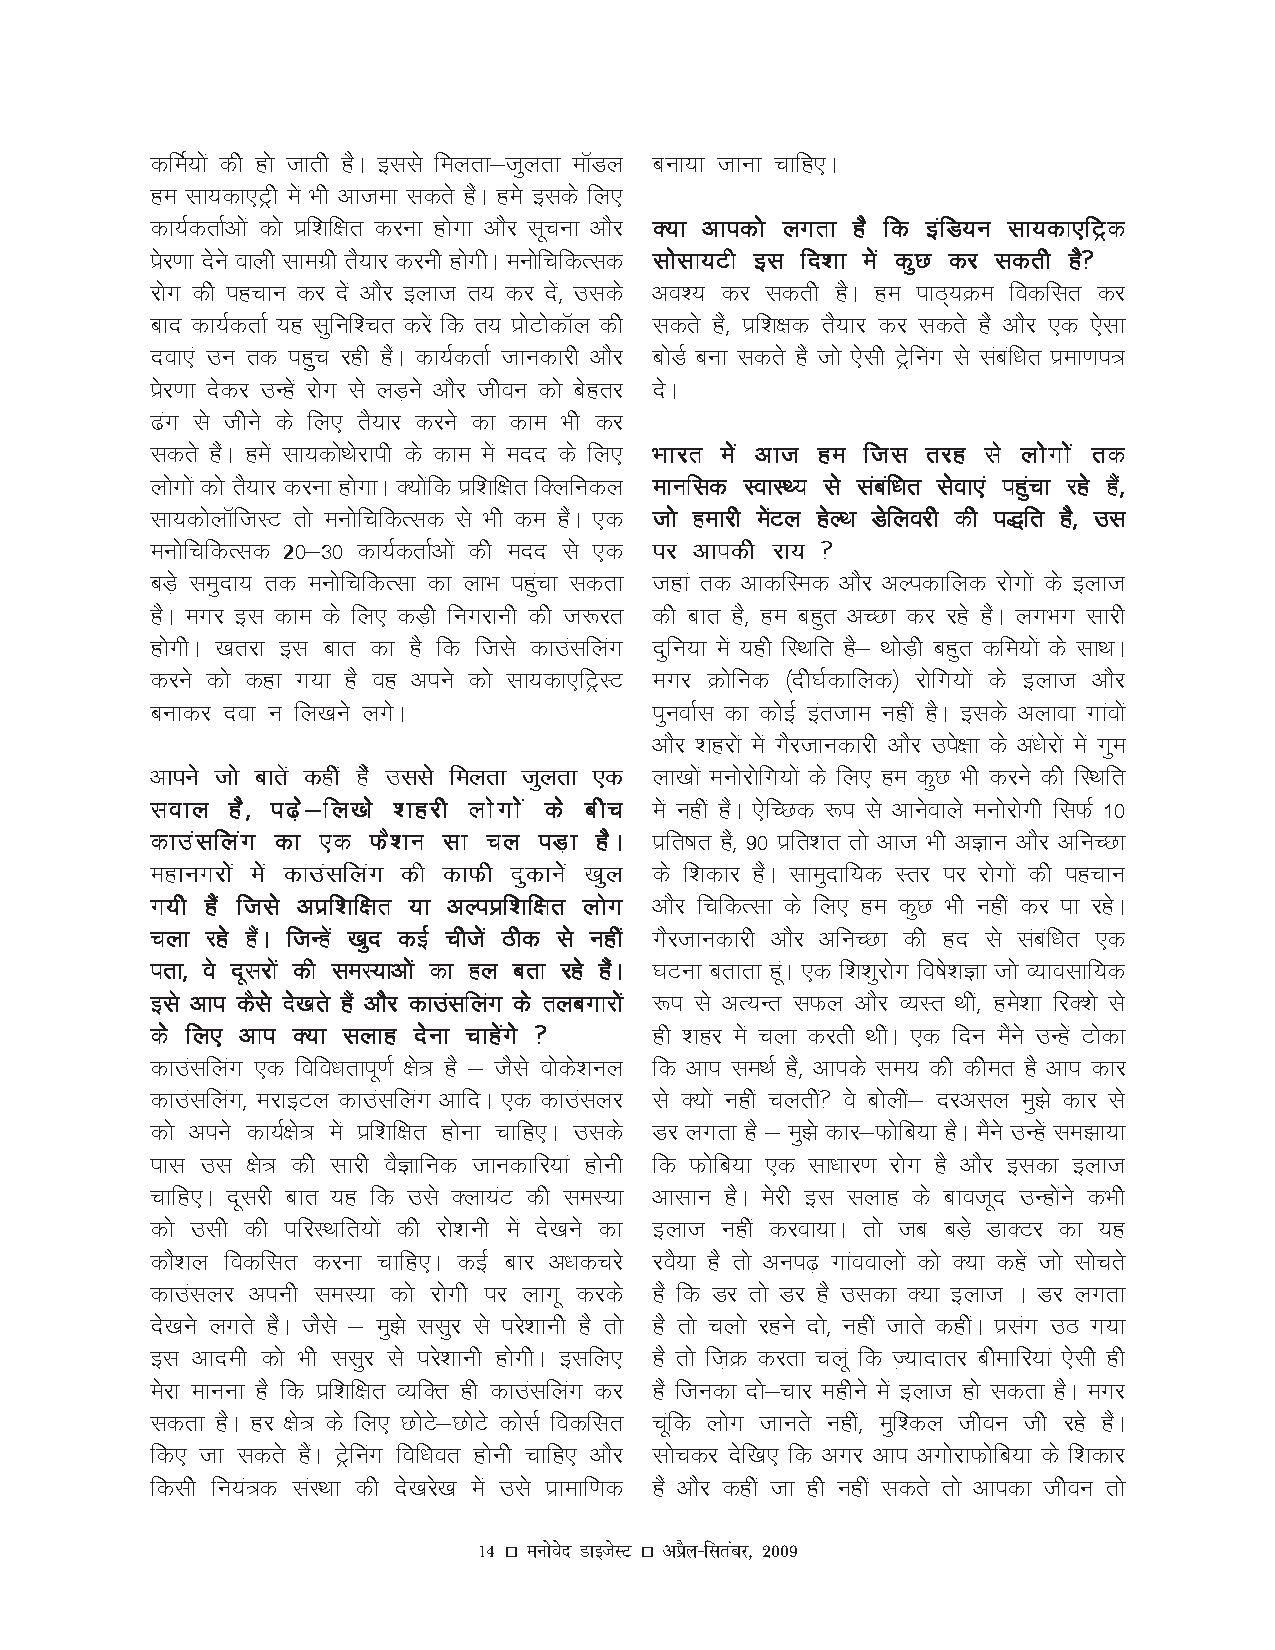 कर्मियों की हो जाती है। इससे मिलता–जुलता मॉडल
हम सायकाएट्री में भी आजमा सकते है। हमे इसके लिए
कार्यकर्ताओं को प्रशिक्षित करना होगा और सूचना और
प्रेरणा देने वाली सामग्री तैयार करनी होगी। मनोचिकित्सक
रोग की पहचान कर दें और इलाज तय कर दें, उसके
बाद कार्यकर्ता यह सुनिश्चित करें कि तय प्रोटोकॉल की
दवाएं उन तक पहुच रही है। कार्यकर्ता जानकारी और
प्रेरणा देकर उन्हें रोग से लड़ने और जीवन को बेहतर
ढंग से जीने के लिए तैयार करने का काम भी कर
सकते है। हमें सायकोथेरापी के काम में मदद के लिए
लोगों को तैयार करना होगा। क्योकि प्रशिक्षित क्लिनिकल
सायकोलॉजिस्ट तो मनोचिकित्सक से भी कम है। एक
मनोचिकित्सक 20–30 कार्यकर्ताओं की मदद से एक
बड़े समुदाय तक मनोचिकित्सा का लाभ पहुंचा सकता
है। मगर इस काम के लिए कड़ी निगरानी की जरूरत
होगी। खतरा इस बात का है कि जिसे काउंसलिंग
करने को कहा गया है वह अपने को सायकाएट्रिस्ट
बनाकर दवा न लिखने लगे।
आपने जो बातें कहीं हैं उससे मिलता जुलता एक
सवाल है, पढ़े–लिखे शहरी लोगों के बीच
काउंसलिंग का एक फैशन सा चल पड़ा है।
महानगरों में काउंसलिंग की काफी दुकानें खुल
गयी हैं जिसे अप्रशिक्षित या अल्पप्रशिक्षित लोग
चला रहे हैं। जिन्हें खुद कई चीजें ठीक से नहीं
पता, वे दूसरों की समस्याओं का हल बता रहे हैं।
इसे आप कैसे देखते हैं और काउंसलिंग के तलबगारों
के लिए आप क्या सलाह देना चाहेंगे ?
काउंसलिंग एक विविधतापूर्ण क्षेत्र है – जैसे वोकेशनल
काउंसलिंग, मराइटल काउंसलिंग आदि। एक काउंसलर
को अपने कार्यक्षेत्र में प्रशिक्षित होना चाहिए। उसके
पास उस क्षेत्र की सारी वैज्ञानिक जानकारियां होनी
चाहिए। दूसरी बात यह कि उसे क्लायंट की समस्या
को उसी की परिस्थितियों की रोशनी में देखने का
कौशल विकसित करना चाहिए। कई बार अधकचरे
काउंसलर अपनी समस्या को रोगी पर लागू करके
देखने लगते है। जैसे – मुझे ससुर से परेशानी है तो
इस आदमी को भी ससुर से परेशानी होगी। इसलिए
मेरा मानना है कि प्रशिक्षित व्यक्ति ही काउंसलिंग कर
सकता है। हर क्षेत्र के लिए छोटे–छोटे कोर्स विकसित
किए जा सकते है। ट्रेनिंग विधिवत होनी चाहिए और
किसी नियंत्रक संस्था की देखरेख में उसे प्रामाणिक
बनाया जाना चाहिए।
क्या आपको लगता है कि इंडियन सायकाएट्रिक
सोसायटी इस दिशा में कुछ कर सकती है?
अवश्य कर सकती है। हम पाठ्यक्रम विकसित कर
सकते है, प्रशिक्षक तैयार कर सकते है और एक ऐसा
बोर्ड बना सकते है जो ऐसी ट्रेनिंग से संबंधित प्रमाणपत्र
दे।
भारत में आज हम जिस तरह से लोगों तक
मानसिक स्वास्थ्य से संबंधित सेवाएं पहुंचा रहे हैं,
जो हमारी मेंटल हेल्थ डेलिवरी की पद्धति है, उस
पर आपकी राय ?
जहां तक आकस्मिक और अल्पकालिक रोगों के इलाज
की बात है, हम बहुत अच्छा कर रहे है। लगभग सारी
दुनिया में यही स्थिति है– थोड़ी बहुत कमियों के साथ।
मगर क्रोनिक (दीर्घकालिक) रोगियों के इलाज और
पुनर्वास का कोई इंतजाम नहीं है। इसके अलावा गांवों
और शहरों में गैरजानकारी और उपेक्षा के अंधेरों में गुम
लाखों मनोरोगियों के लिए हम कुछ भी करने की स्थिति
में नहीं है। ऐच्छिक रूप से आनेवाले मनोरोगी सिर्फ 10
प्रतिषत है, 90 प्रतिशत तो आज भी अज्ञान और अनिच्छा
के शिकार है। सामुदायिक स्तर पर रोगों की पहचान
और चिकित्सा के लिए हम कुछ भी नहीं कर पा रहे।
गैरजानकारी और अनिच्छा की हद से संबंधित एक
घटना बताता हूं। एक शिशुरोग विषेशज्ञा जो व्यावसायिक
रूप से अत्यन्त सफल और व्यस्त थीं, हमेशा रिक्शे से
ही शहर में चला करती थीं। एक दिन मैने उन्हें टोका
कि आप समर्थ है, आपके समय की कीमत है आप कार
से क्यों नहीं चलतीं? वे बोलीं– दरअसल मुझे कार से
डर लगता है – मुझे कार–फोबिया है। मैने उन्हें समझाया
कि फोबिया एक साधारण रोग है और इसका इलाज
आसान है। मेरी इस सलाह के बावजूद उन्होंने कभी
इलाज नहीं करवाया। तो जब बड़े डाक्टर का यह
रवैया है तो अनपढ़ गांववालों को क्या कहें जो सोचते
हैं कि डर तो डर है उसका क्या इलाज । डर लगता
है तो चलो रहने दो, नहीं जाते कहीं। प्रसंग उठ गया
है तो ज़िक्र करता चलूं कि ज़्यादातर बीमारियां ऐसी ही
हैं जिनका दो–चार महीने में इलाज हो सकता है। मगर
चूंकि लोग जानते नहीं, मुश्किल जीवन जी रहे हैं।
सोचकर देखिए कि अगर आप अगोराफोबिया के शिकार
हैं और कहीं जा ही नहीं सकते तो आपका जीवन तो
14 □ मनोवेद डाइजेस्ट □ अप्रैल-सितंबर, 2009